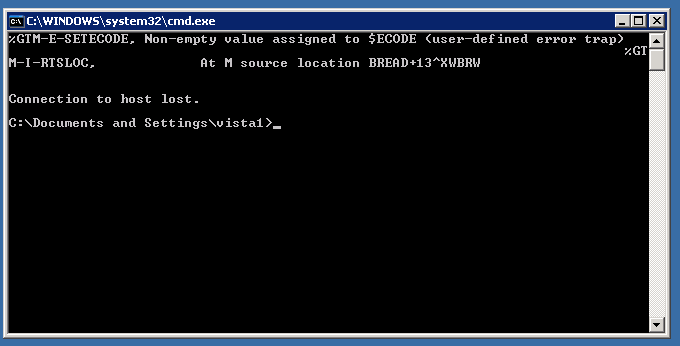 C:\WINDOWS\system32\cmd.exe
%GTM-E-SETECODE, Non-empty value assigned to $ECODE (user-defined error trap)
%GT
M-I-RTSLOC, At M source location BREAD+13^XWBRW
Connection to host lost.
C:\Documents and Settings\vista1>_